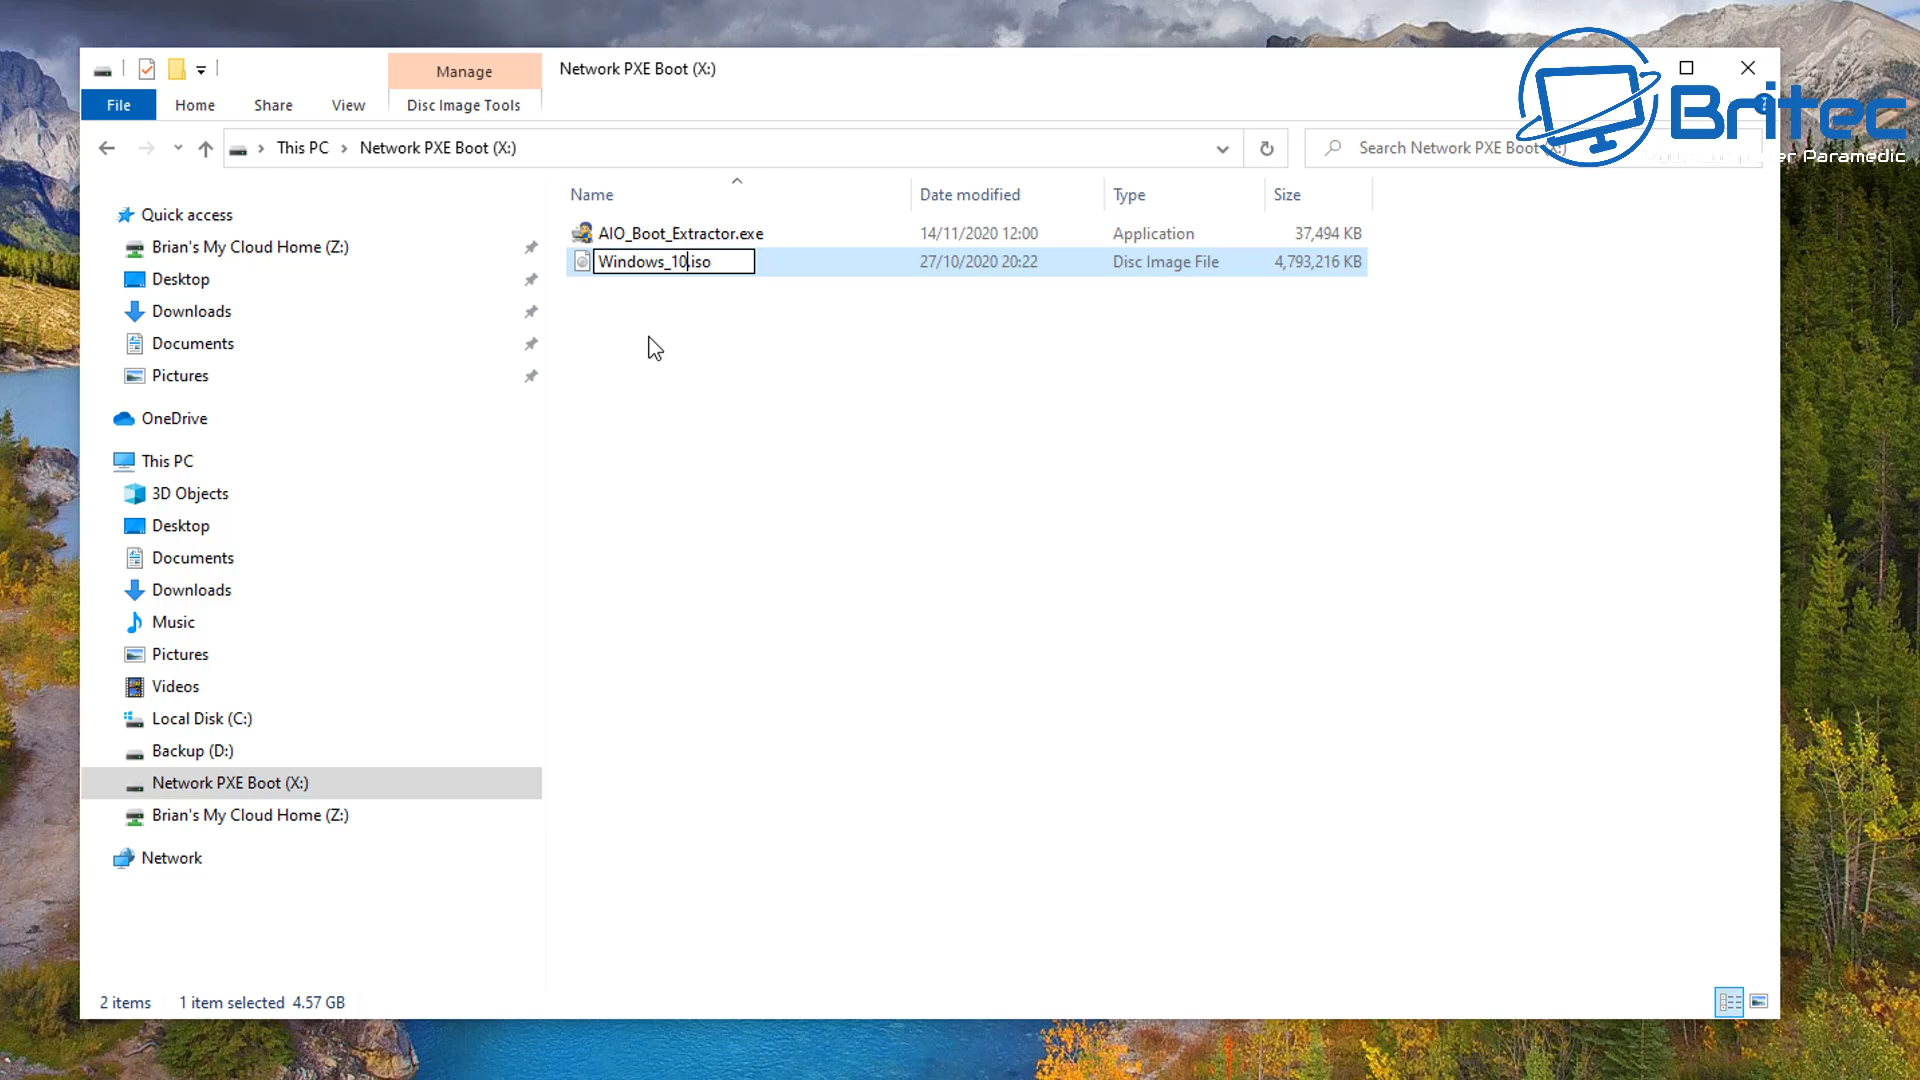 Manage
Network PXE Boot (X:)
File
Home
Share
View
Disc Image Tools
This PC
Network PXE Boot (X:)
Search Network PXE Boot (X:)
Britec
er Paramedic
Name
Date modified
Type
Size
AIO_Boot_Extractor.exe
14/11/2020 12:00
Application
37,494 KB
Windows_10.iso
27/10/2020 20:22
Disc Image File
4,793,216 KB
Quick access
Brian's My Cloud Home (Z:)
Desktop
Downloads
Documents
Pictures
OneDrive
This PC
3D Objects
Desktop
Documents
Downloads
Music
Pictures
Videos
Local Disk (C:)
Backup (D:)
Network PXE Boot (X:)
Brian's My Cloud Home (Z:)
Network
2 items
1 item selected 4.57 GB